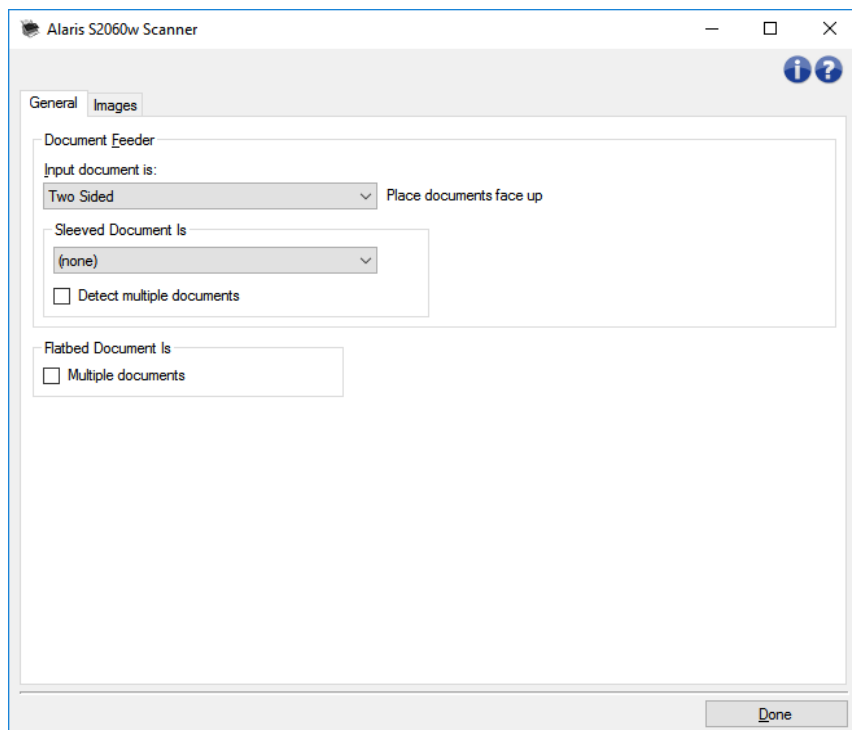 Alaris S2060w Scanner
General Images
Document Feeder
Input document is:
Two Sided Place documents face up
Sleeved Document Is
(none)
Detect multiple documents
Flatbed Document Is
Multiple documents
Done